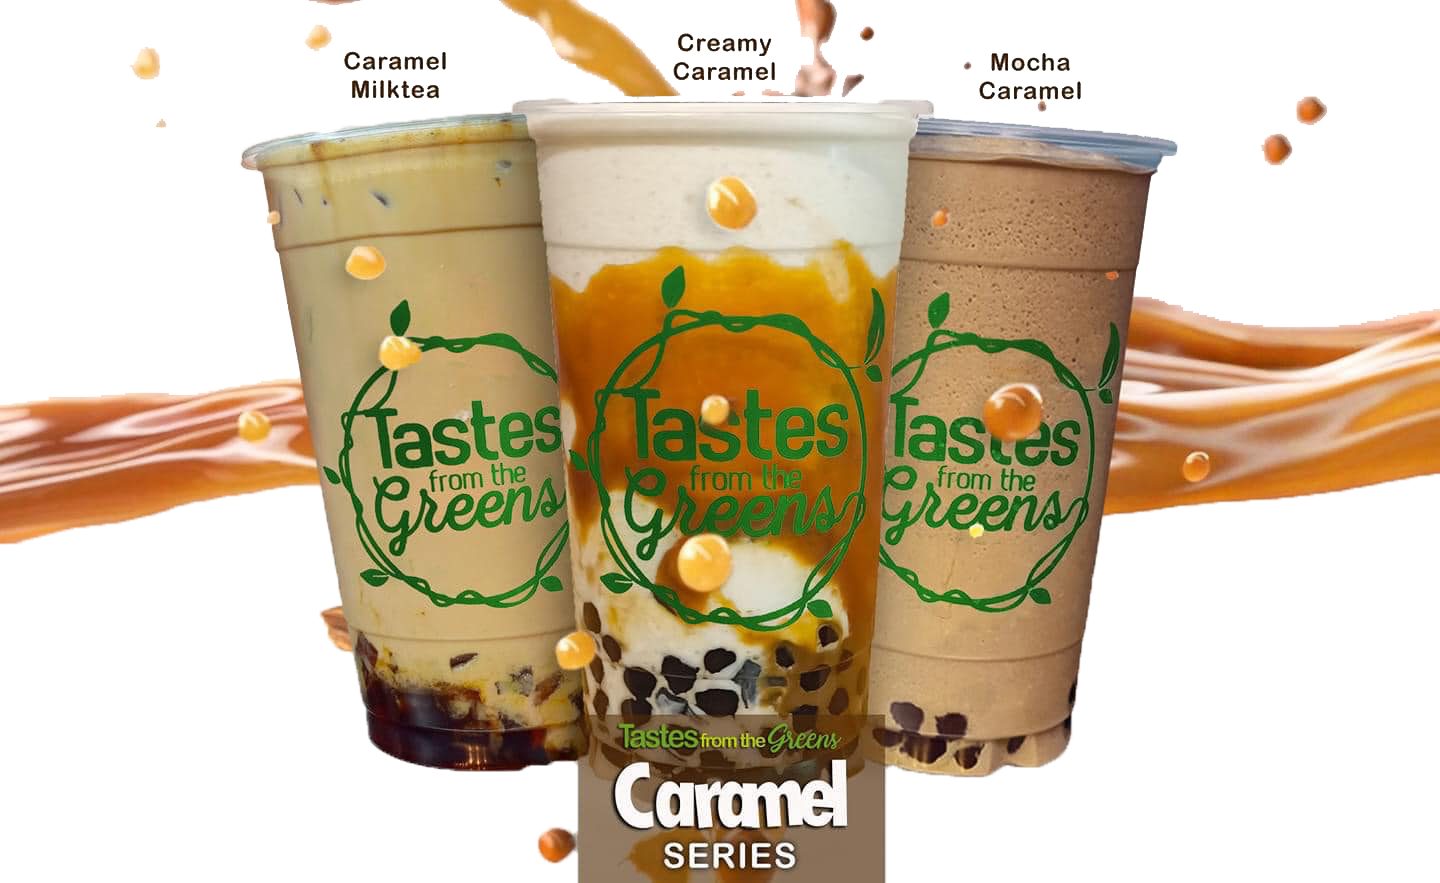 Caramel
Milktea
Creamy
Caramel
Mocha
Caramel
Tastes
from the
Greens
Tastes
from the
Greens
Tastes
from the
Greens
Tastes from the Greens
Caramel
SERIES